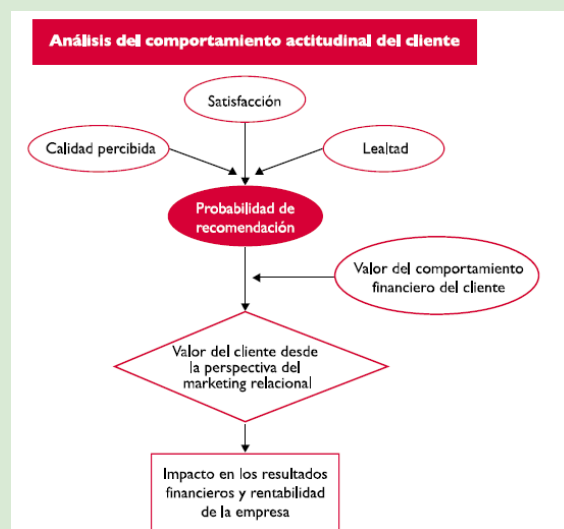 Análisis del comportamiento actitudinal del cliente
Satisfacción
Calidad percibida
Lealtad
Probabilidad de
recomendación
Valor del comportamiento
financiero del cliente
Valor del cliente desde
la perspectiva del
marketing relacional
Impacto en los resultados
financieros y rentabilidad
de la empresa